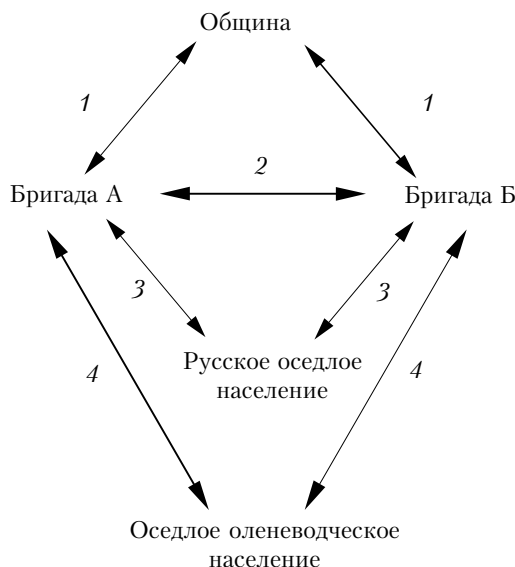 Община
1
1
2
Бригада А
Бригада Б
3
3
Русское оседлое
население
4
4
Оседлое оленеводческое
население